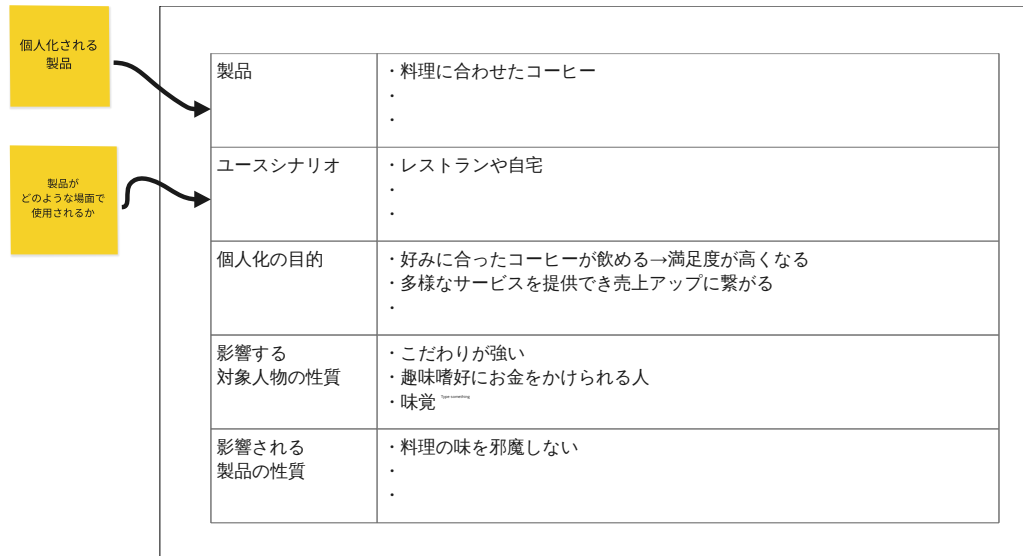 個人化される
製品
製品が
どのような場面で
使用されるか
製品
・料理に合わせたコーヒー
・
・
ユースシナリオ
・レストランや自宅
・
・
個人化の目的
・好みに合ったコーヒーが飲める→満足度が高くなる
・多様なサービスを提供でき売上アップに繋がる
・
影響する
対象人物の性質
・こだわりが強い
・趣味嗜好にお金をかけられる人
・味覚 Type something
影響される
製品の性質
・料理の味を邪魔しない
・
・